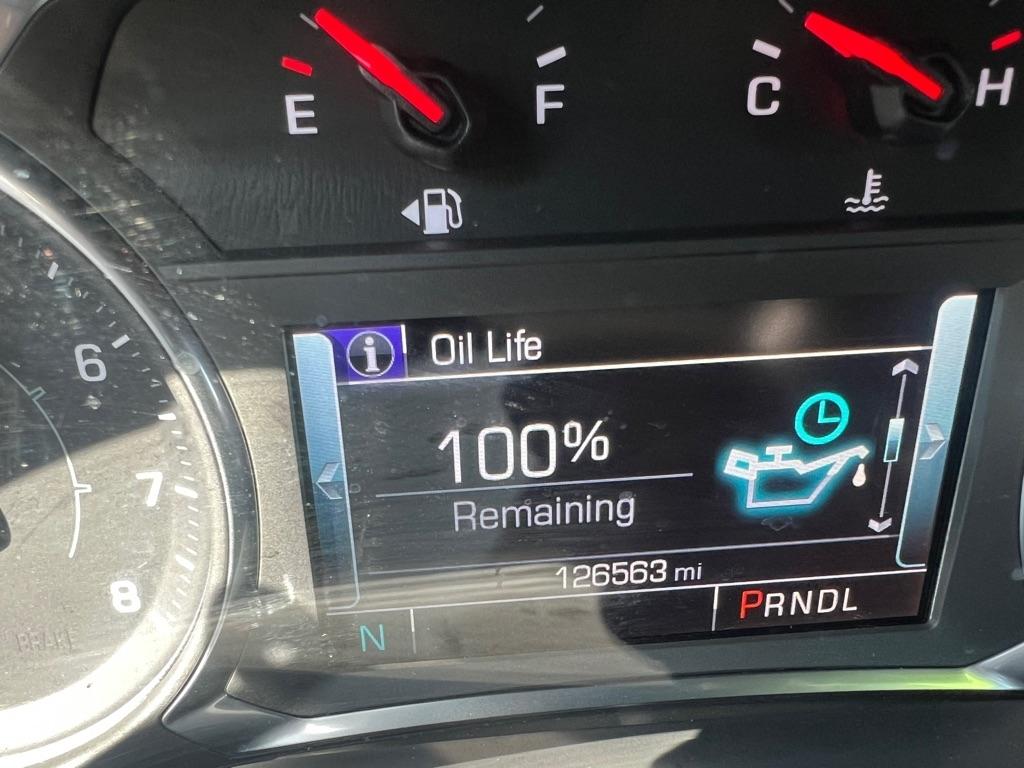 E F C H
6
7
8
i Oil Life
100%
Remaining
126563 mi
N PRNDL